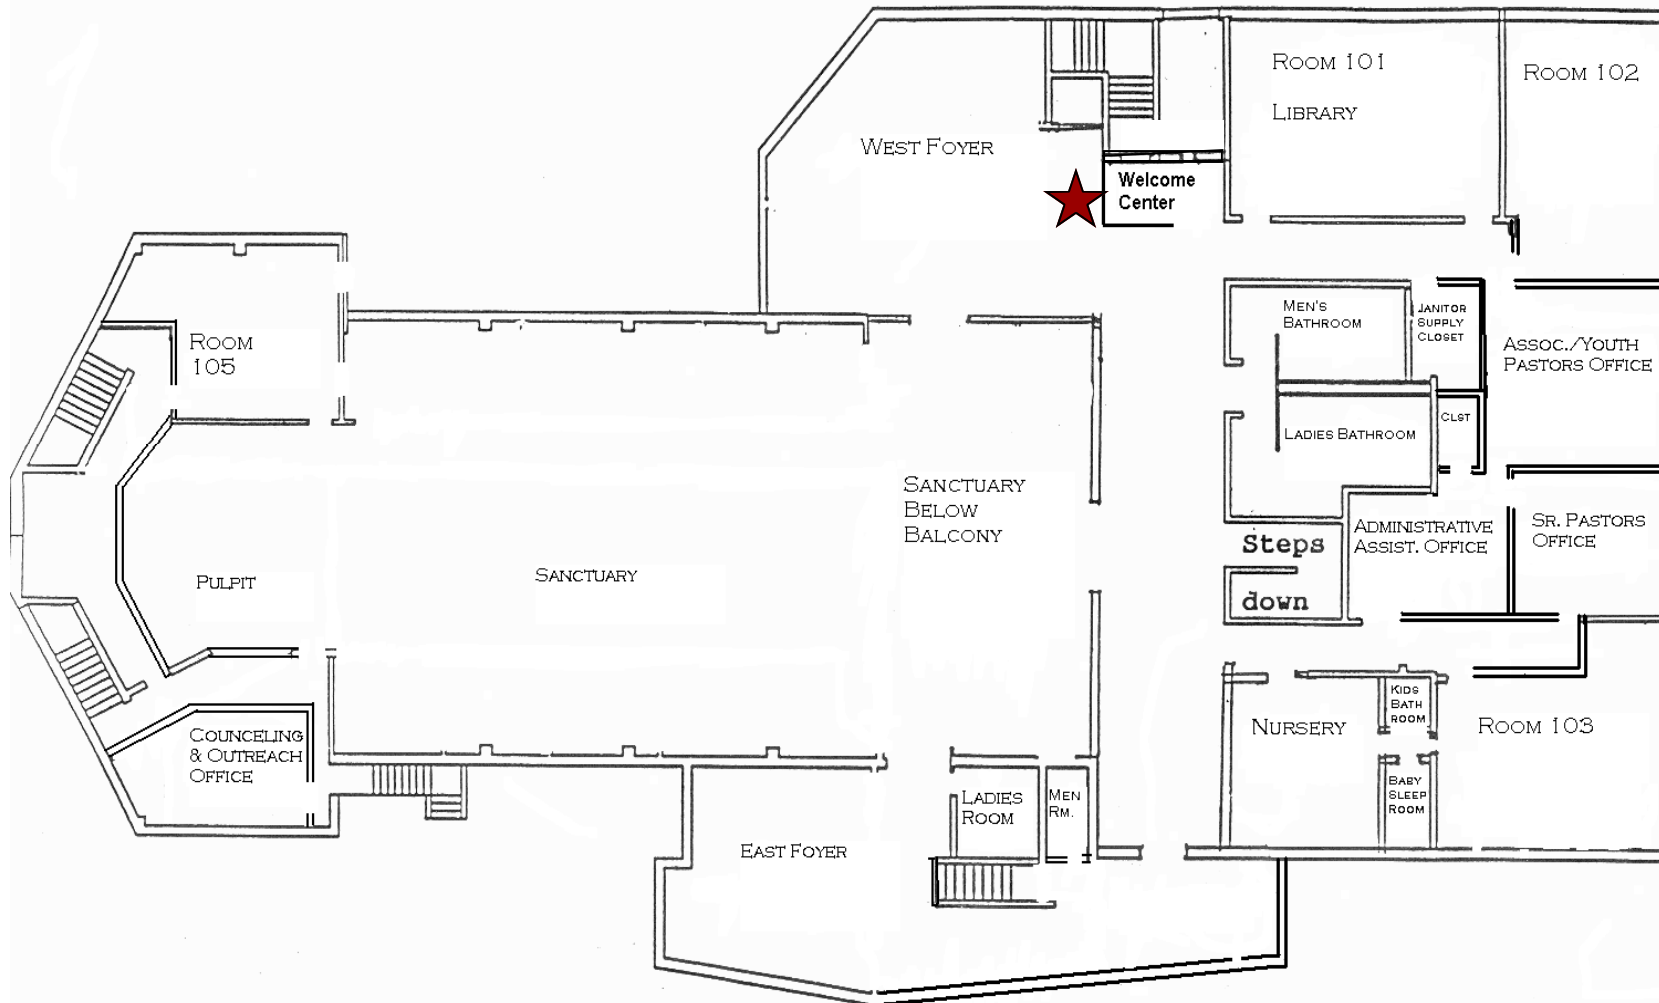 ROOM 101
LIBRARY
ROOM 102
WEST FOYER
Welcome
Center
MEN'S
BATHROOM
JANITOR
SUPPLY
CLOSET
ASSOC./YOUTH
PASTORS OFFICE
ROOM
105
CLST
LADIES BATHROOM
SANCTUARY
BELOW
BALCONY
ADMINISTRATIVE
ASSIST. OFFICE
SR. PASTORS
OFFICE
Steps
down
PULPIT
SANCTUARY
KIDS
BATH
ROOM
NURSERY
ROOM 103
COUNCELING
& OUTREACH
OFFICE
BABY
SLEEP
ROOM
LADIES
ROOM
MEN
RM.
EAST FOYER